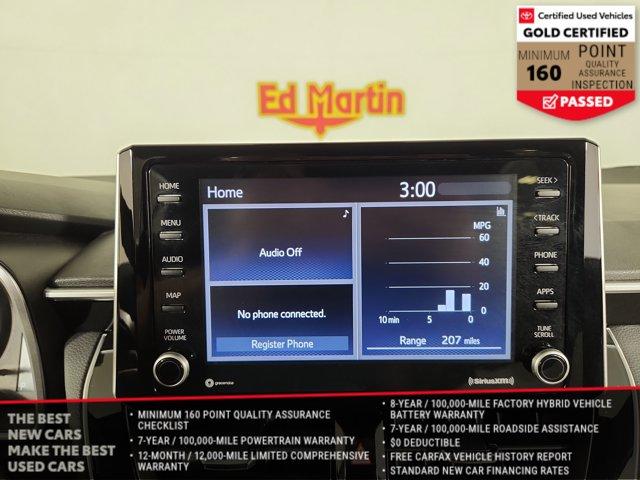 Certified Used Vehicles
GOLD CERTIFIED
MINIMUM
160
POINT
QUALITY
ASSURANCE
INSPECTION
PASSED
Ed Martin
HOME
MENU
AUDIO
MAP
POWER
VOLUME
Home
3:00
Audio Off
No phone connected.
Register Phone
MPG
60
40
20
0
10 min
5
0
Range 207 miles
SEEK >
< TRACK
PHONE
APPS
TUNE
SCROLL
gracenote
SiriusXM
THE BEST
NEW CARS
MAKE THE BEST
USED CARS
• MINIMUM 160 POINT QUALITY ASSURANCE
CHECKLIST
• 7-YEAR / 100,000-MILE POWERTRAIN WARRANTY
• 12-MONTH / 12,000-MILE LIMITED COMPREHENSIVE
WARRANTY
• 8-YEAR / 100,000-MILE FACTORY HYBRID VEHICLE
BATTERY WARRANTY
• 7-YEAR / 100,000-MILE ROADSIDE ASSISTANCE
• $0 DEDUCTIBLE
• FREE CARFAX VEHICLE HISTORY REPORT
• STANDARD NEW CAR FINANCING RATES